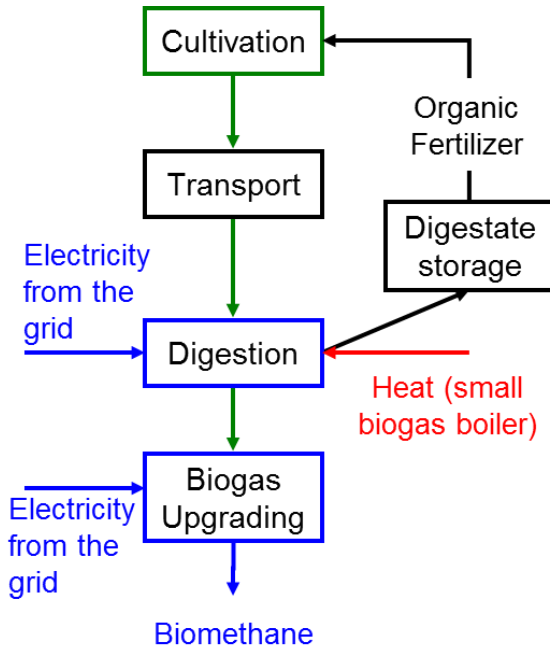 Cultivation
Organic
Fertilizer
Transport
Digestate
storage
Electricity
from the
grid
Digestion
Heat (small
biogas boiler)
Biogas
Upgrading
Electricity
from the
grid
Biomethane